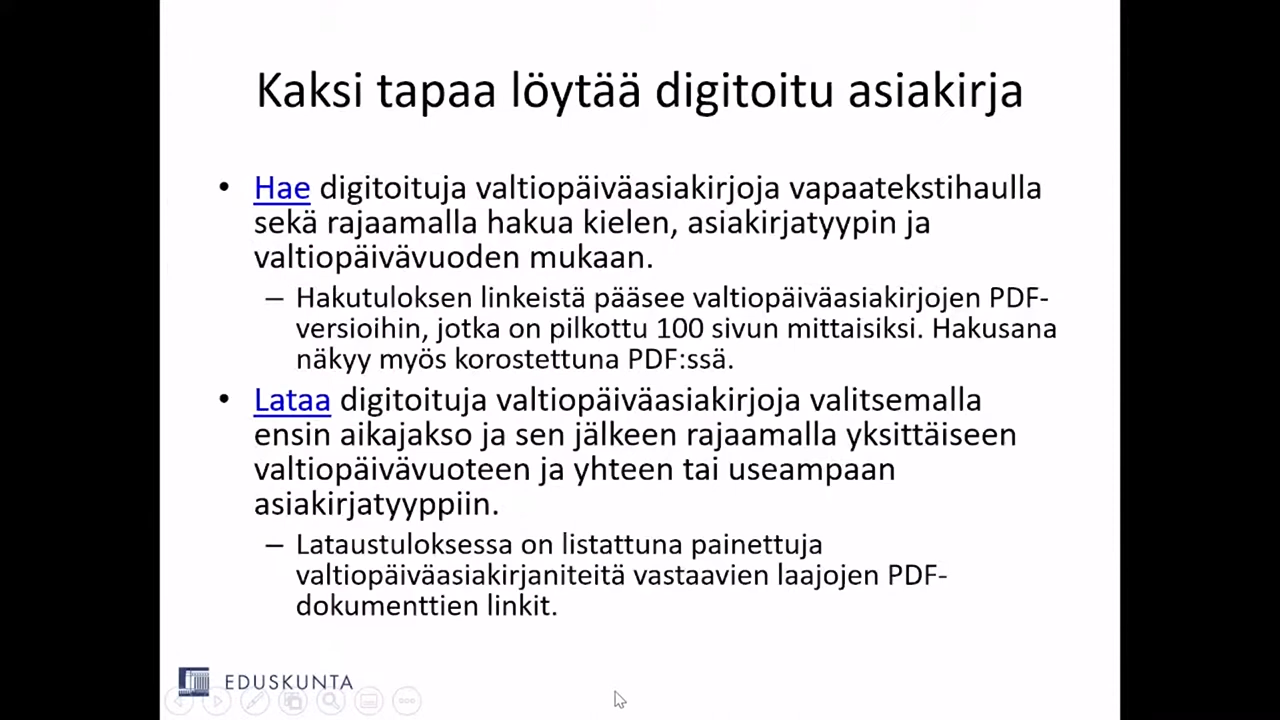 Kaksi tapaa löytää digitoitu asiakirja
• Hae digitoituja valtiopäiväasiakirjoja vapaatekstihaulla
sekä rajaamalla hakua kielen, asiakirjatyypin ja
valtiopäivävuoden mukaan.
– Hakutuloksen linkeistä pääsee valtiopäiväasiakirjojen PDF-
versioihin, jotka on pilkottu 100 sivun mittaisiksi. Hakusana
näkyy myös korostettuna PDF:ssä.
• Lataa digitoituja valtiopäiväasiakirjoja valitsemalla
ensin aikajakso ja sen jälkeen rajaamalla yksittäiseen
valtiopäivävuoteen ja yhteen tai useampaan
asiakirjatyyppiin.
– Lataustuloksessa on listattuna painettuja
valtiopäiväasiakirjaniteitä vastaavien laajojen PDF-
dokumenttien linkit.
EDUSKUNTA